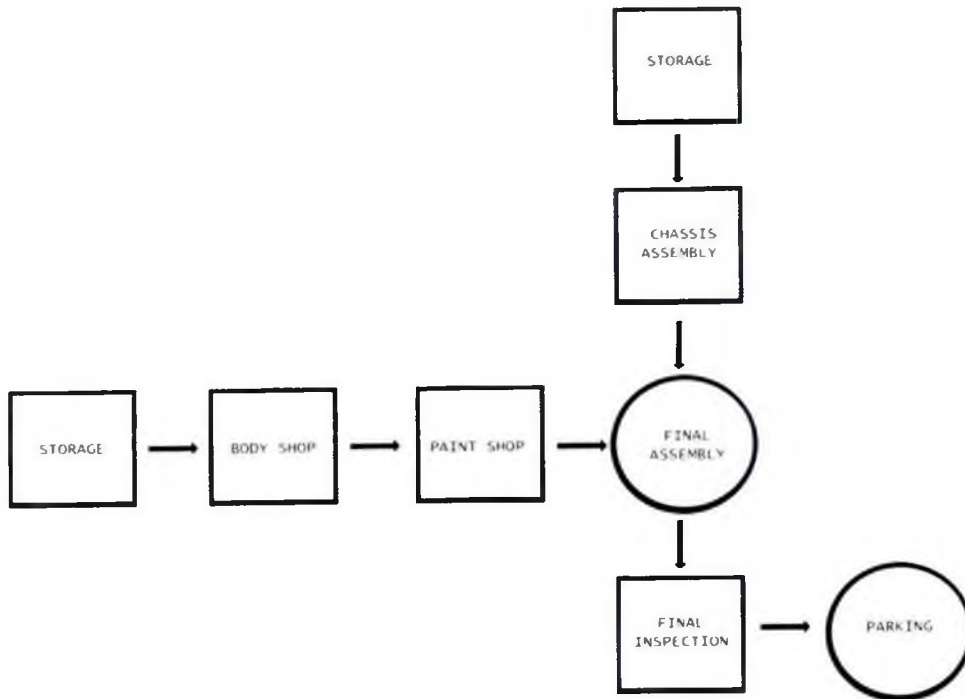 STORAGE
CHASSIS
ASSEMBLY
STORAGE
BODY SHOP
PAINT SHOP
FINAL
ASSEMBLY
FINAL
INSPECTION
PARKING